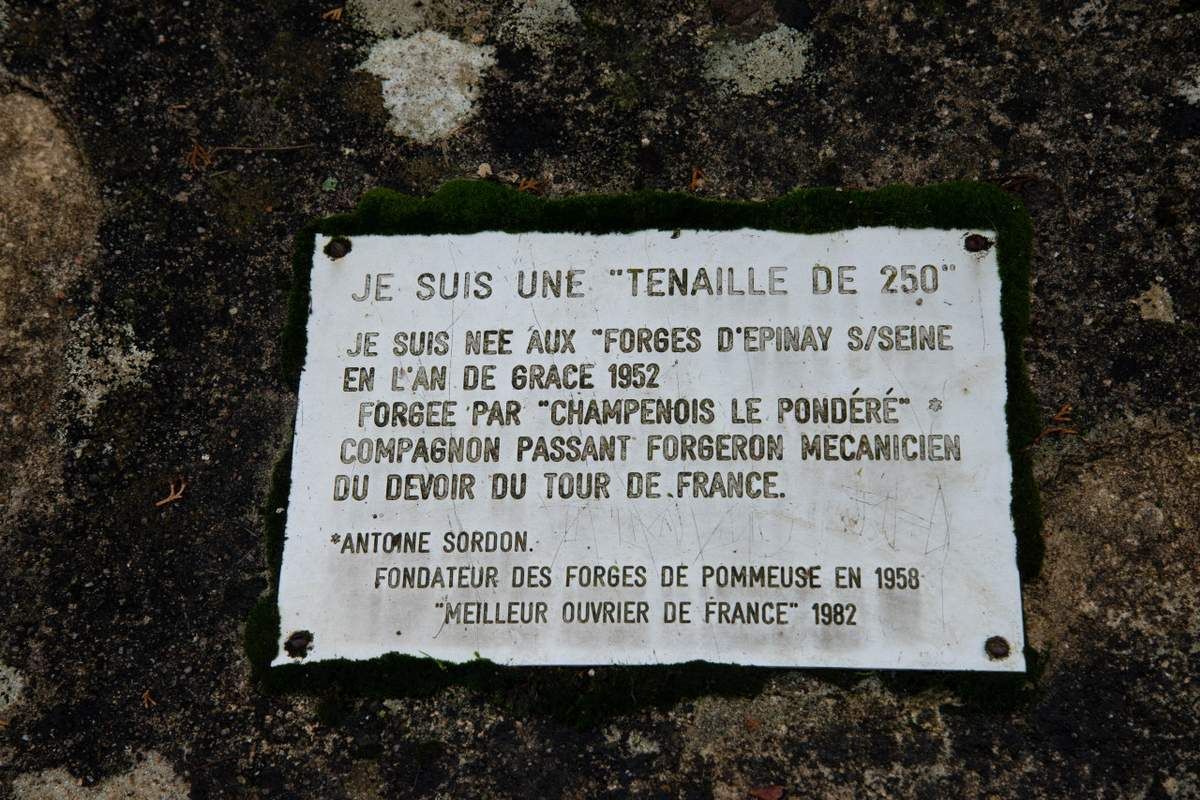 JE SUIS UNE "TENAILLE DE 250"
JE SUIS NEE AUX "FORGES D'EPINAY S/SEINE
EN L'AN DE GRACE 1952
FORGEE PAR "CHAMPENOIS LE PONDÉRÉ" *
COMPAGNON PASSANT FORGERON MECANICIEN
DU DEVOIR DU TOUR DE FRANCE.
*ANTOINE SORDON.
FONDATEUR DES FORGES DE POMMEUSE EN 1958
"MEILLEUR OUVRIER DE FRANCE" 1982